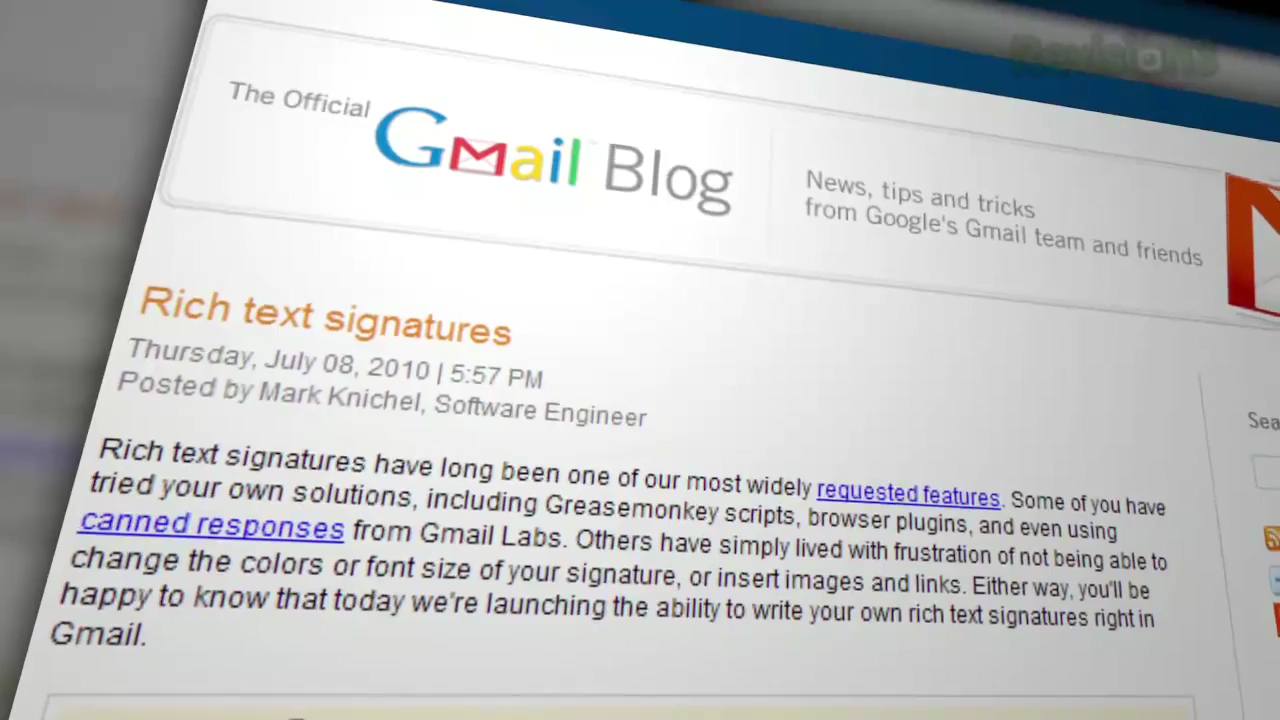 Revision3
The Official Gmail Blog
News, tips and tricks
from Google's Gmail team and friends
Rich text signatures
Thursday, July 08, 2010 | 5:57 PM
Posted by Mark Knichel, Software Engineer
Rich text signatures have long been one of our most widely requested features. Some of you have
tried your own solutions, including Greasemonkey scripts, browser plugins, and even using
canned responses from Gmail Labs. Others have simply lived with frustration of not being able to
change the colors or font size of your signature, or insert images and links. Either way, you'll be
happy to know that today we're launching the ability to write your own rich text signatures right in
Gmail.